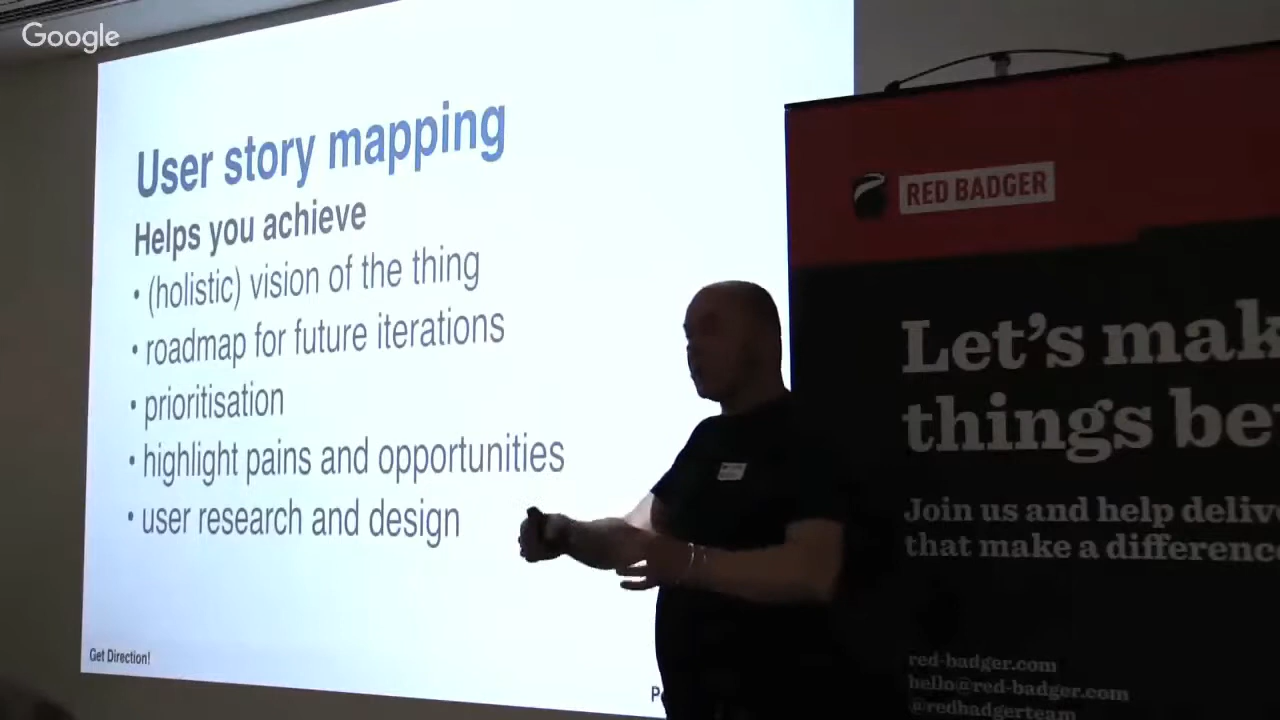 Google
User story mapping
Helps you achieve
• (holistic) vision of the thing
• roadmap for future iterations
• prioritisation
• highlight pains and opportunities
• user research and design
Get Direction!
RED BADGER
Let's mak
things be
Join us and help deliv
that make a differenc
red-badger.com
hello@red-badger.com
@redbadgerteam